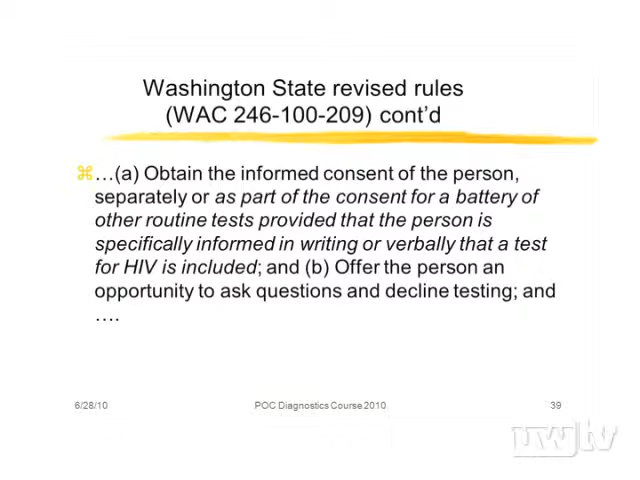 Washington State revised rules
(WAC 246-100-209) cont'd
…(a) Obtain the informed consent of the person,
separately or as part of the consent for a battery of
other routine tests provided that the person is
specifically informed in writing or verbally that a test
for HIV is included; and (b) Offer the person an
opportunity to ask questions and decline testing; and
….
6/28/10 POC Diagnostics Course 2010 39
uwtv